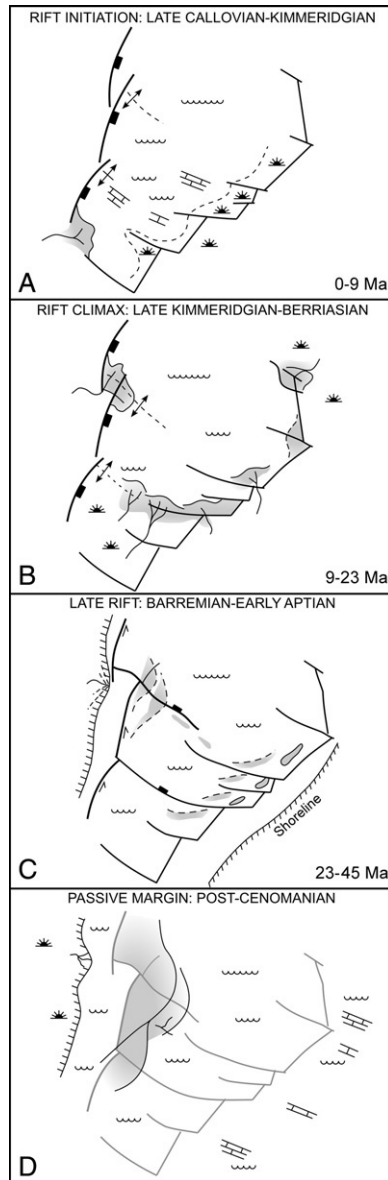 RIFT INITIATION: LATE CALLOVIAN-KIMMERIDGIAN
A
0-9 Ma
RIFT CLIMAX: LATE KIMMERIDGIAN-BERRIASIAN
B
9-23 Ma
LATE RIFT: BARREMIAN-EARLY APTIAN
Shoreline
C
23-45 Ma
PASSIVE MARGIN: POST-CENOMANIAN
D